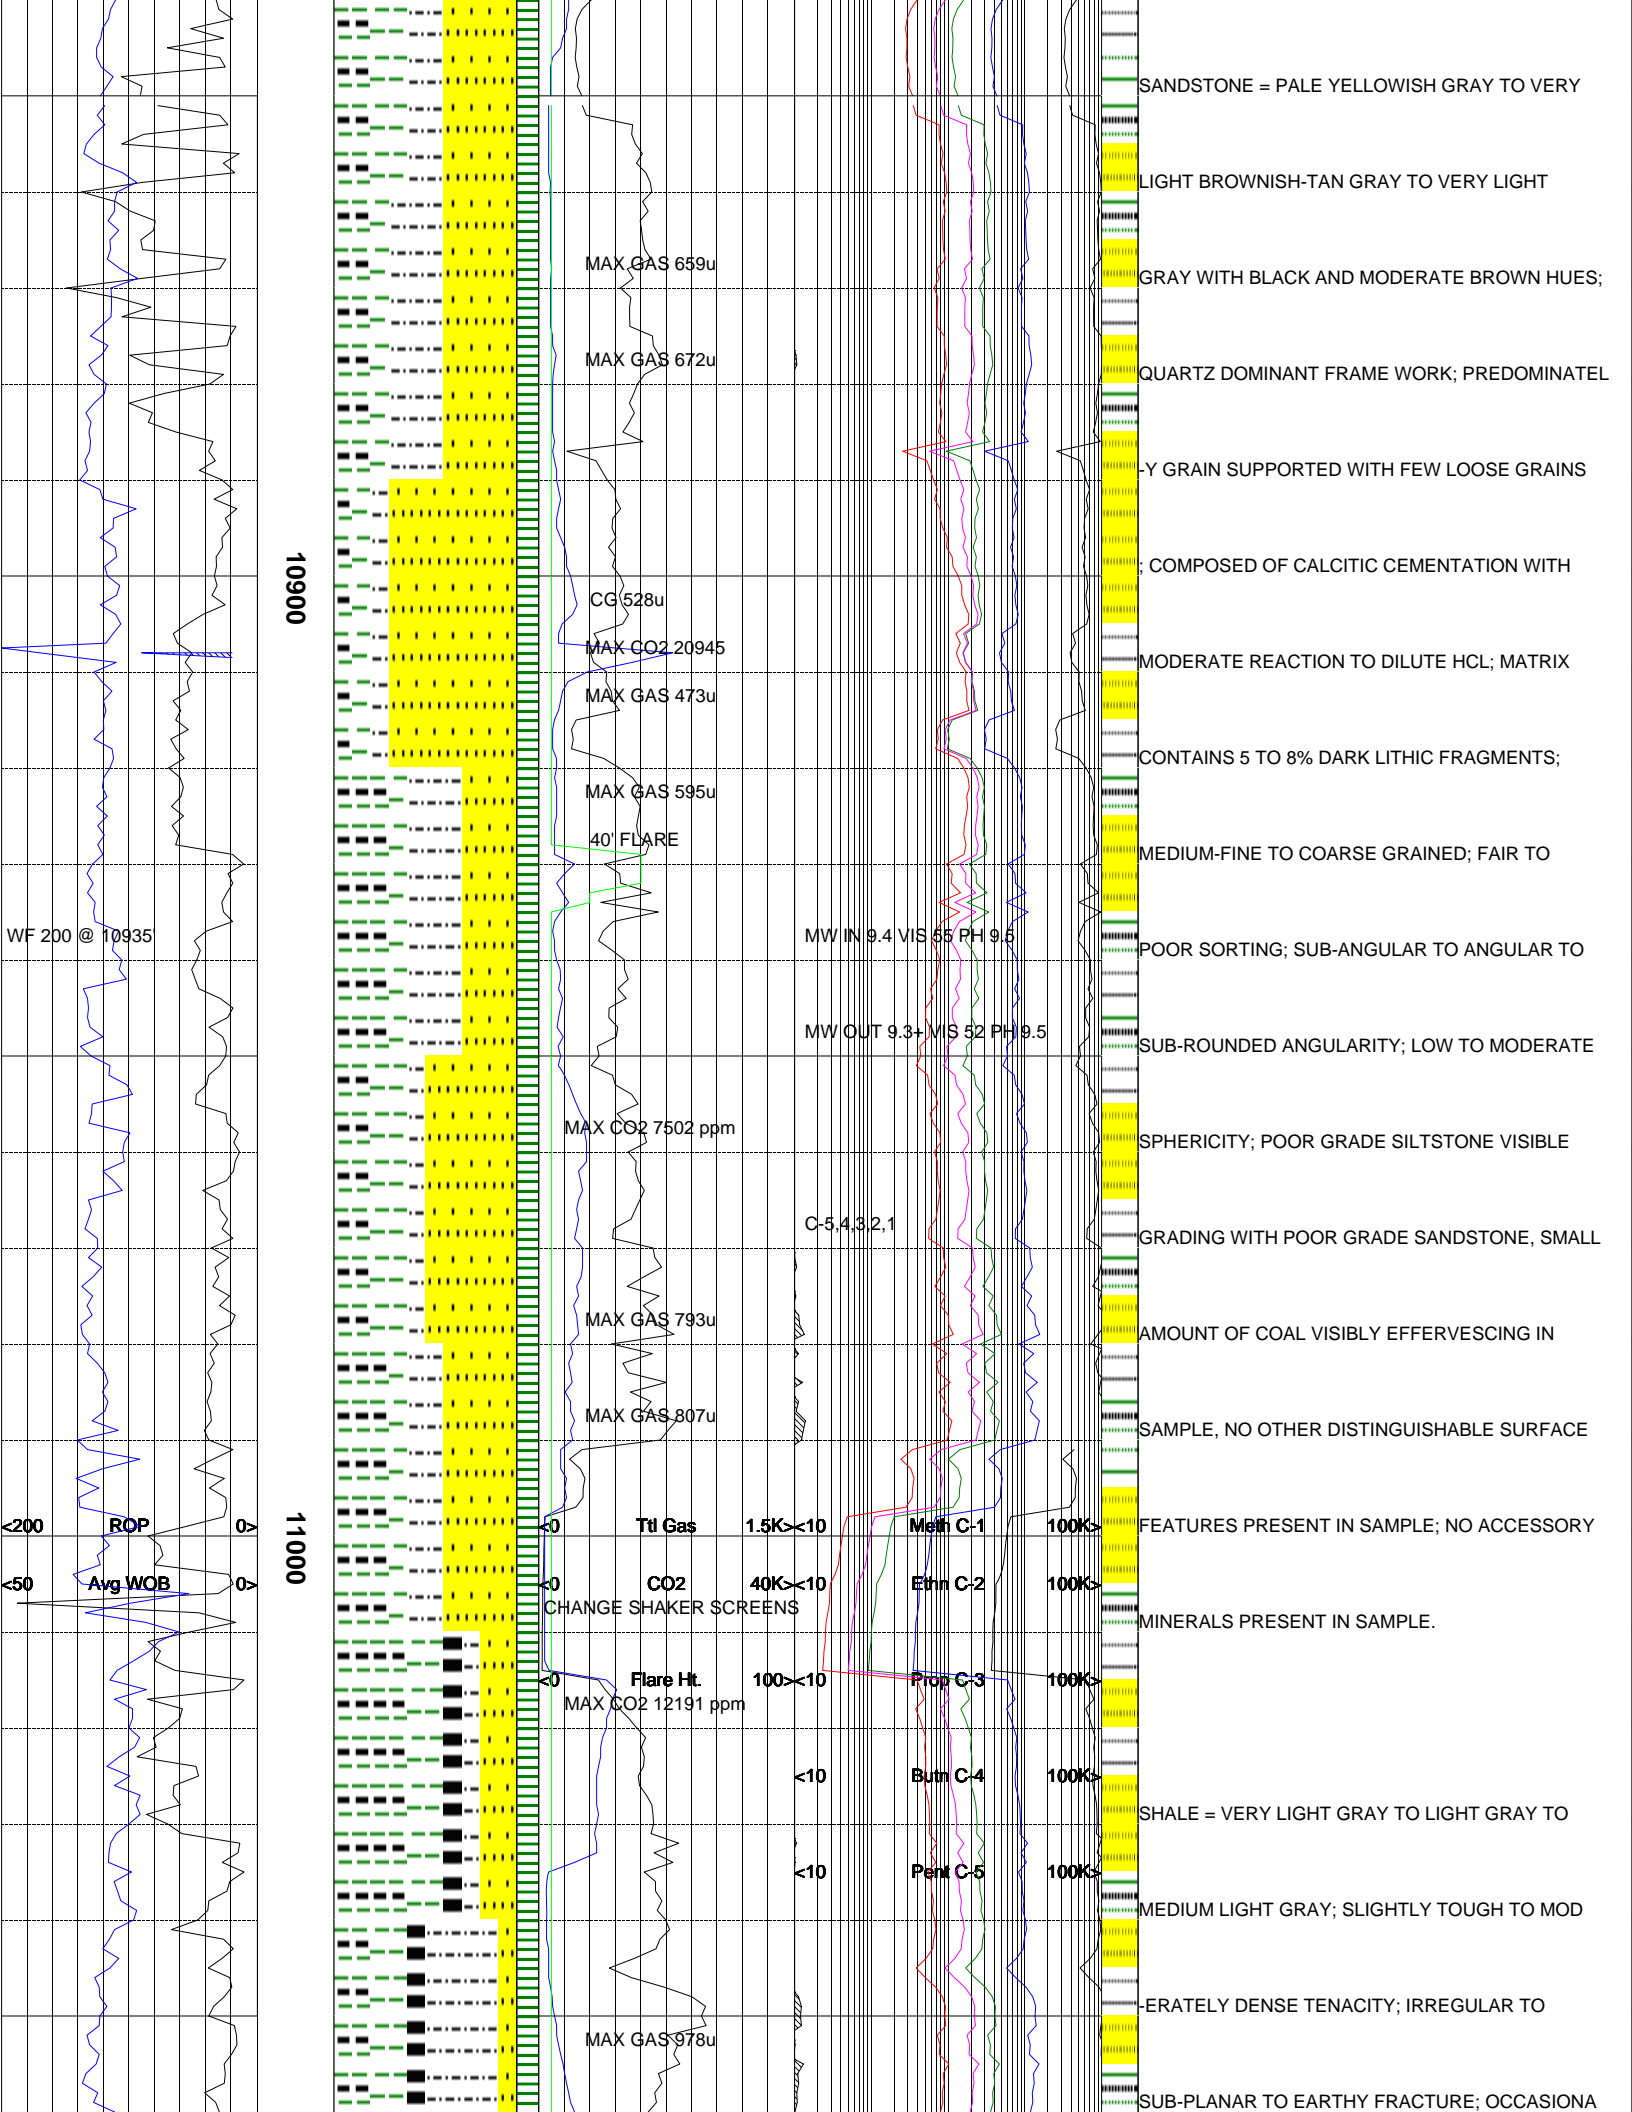 SANDSTONE = PALE YELLOWISH GRAY TO VERY
LIGHT BROWNISH-TAN GRAY TO VERY LIGHT
MAX GAS 659u
GRAY WITH BLACK AND MODERATE BROWN HUES;
MAX GAS 672u
QUARTZ DOMINANT FRAME WORK; PREDOMINATEL
-Y GRAIN SUPPORTED WITH FEW LOOSE GRAINS
; COMPOSED OF CALCITIC CEMENTATION WITH
10900
CG 528u
MAX CO2 20945
MODERATE REACTION TO DILUTE HCL; MATRIX
MAX GAS 473u
CONTAINS 5 TO 8% DARK LITHIC FRAGMENTS;
MAX GAS 595u
40' FLARE
MEDIUM-FINE TO COARSE GRAINED; FAIR TO
WF 200 @ 10935'
MW IN 9.4 VIS 55 PH 9.5
POOR SORTING; SUB-ANGULAR TO ANGULAR TO
MW OUT 9.3+ VIS 52 PH 9.5
SUB-ROUNDED ANGULARITY; LOW TO MODERATE
MAX CO2 7502 ppm
SPHERICITY; POOR GRADE SILTSTONE VISIBLE
C-5,4,3,2,1
GRADING WITH POOR GRADE SANDSTONE, SMALL
MAX GAS 793u
AMOUNT OF COAL VISIBLY EFFERVESCING IN
MAX GAS 807u
SAMPLE, NO OTHER DISTINGUISHABLE SURFACE
<200 ROP 0>
11000
<0 Ttl Gas 1.5K>
<10 Meth C-1 100K>
FEATURES PRESENT IN SAMPLE; NO ACCESSORY
<50 Avg WOB 0>
<0 CO2 40K>
<10 Ethn C-2 100K>
CHANGE SHAKER SCREENS
MINERALS PRESENT IN SAMPLE.
<0 Flare Ht. 100>
<10 Prop C-3 100K>
MAX CO2 12191 ppm
<10 Butn C-4 100K>
SHALE = VERY LIGHT GRAY TO LIGHT GRAY TO
<10 Pent C-5 100K>
MEDIUM LIGHT GRAY; SLIGHTLY TOUGH TO MOD
-ERATELY DENSE TENACITY; IRREGULAR TO
MAX GAS 978u
SUB-PLANAR TO EARTHY FRACTURE; OCCASIONA